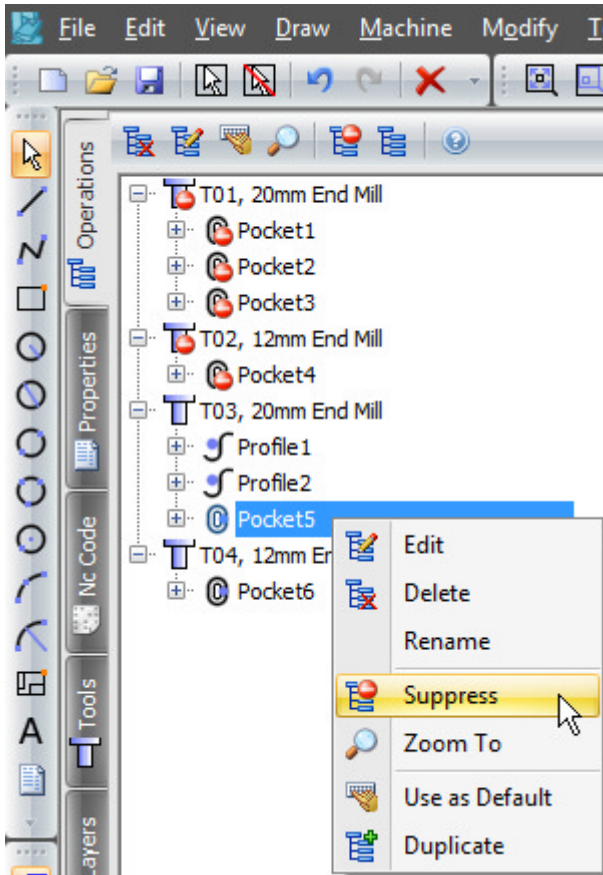 File Edit View Draw Machine Modify T
Operations
Properties
Nc Code
Tools
Layers
A
T01, 20mm End Mill
Pocket1
Pocket2
Pocket3
T02, 12mm End Mill
Pocket4
T03, 20mm End Mill
Profile1
Profile2
Pocket5
T04, 12mm Er
Pocket6
Edit
Delete
Rename
Suppress
Zoom To
Use as Default
Duplicate